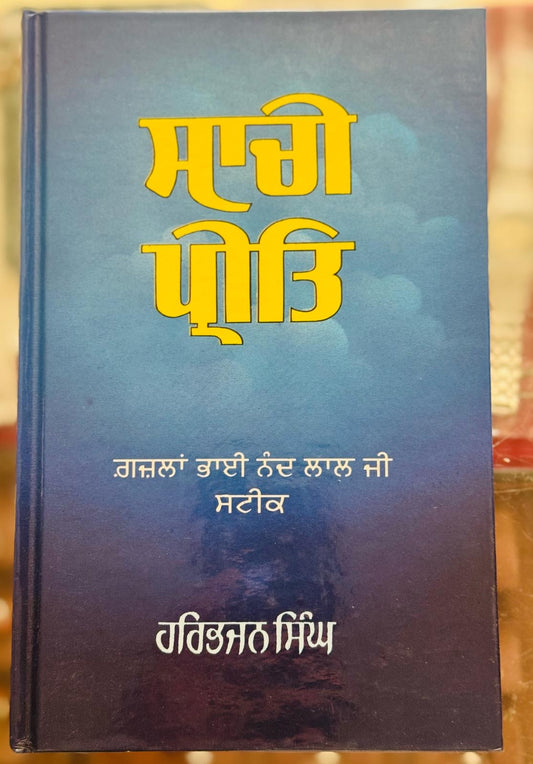 ਸਾਚੀ
ਪ੍ਰੀਤਿ
ਗ਼ਜ਼ਲਾਂ ਭਾਈ ਨੰਦ ਲਾਲ਼ ਜੀ
ਸਟੀਕ
ਹਰਿਭਜਨ ਸਿੰਘ